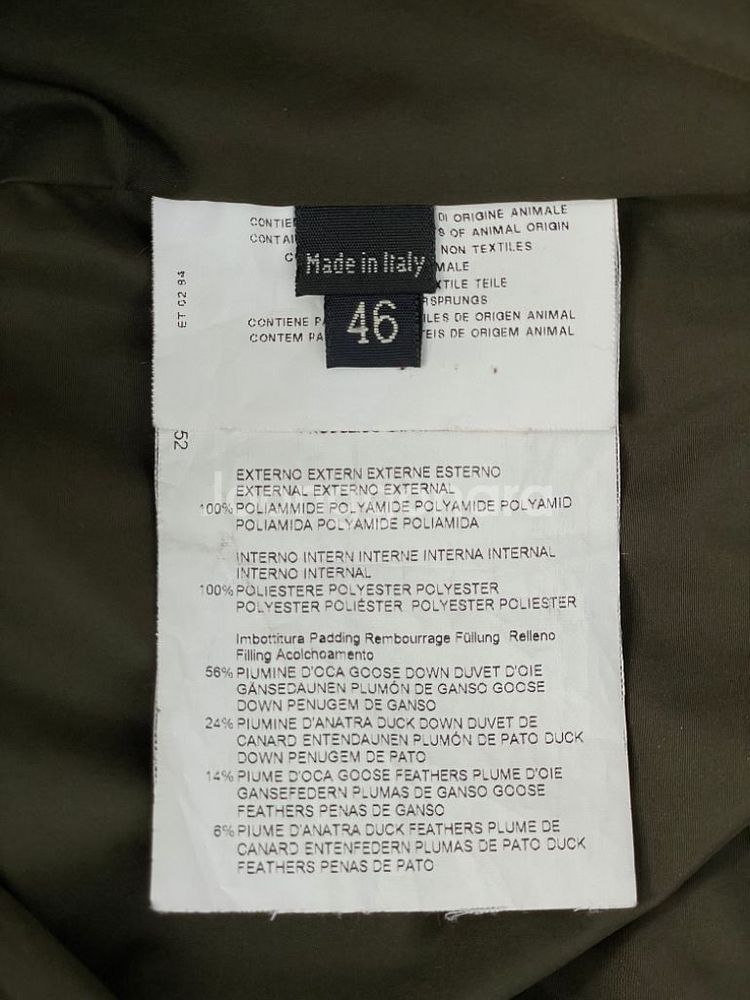 CONTIE DI ORIGINE ANIMALE
CONTAI S OF ANIMAL ORIGIN
C NON TEXTILES
MALE
Made in Italy
XTILE TEILE
RSPRUNGS
46
CONTIENE PA ILES DE ORIGEN ANIMAL
CONTEM PA TEIS DE ORIGEM ANIMAL
ET 02 94
52
EXTERNO EXTERN EXTERNE ESTERNO
EXTERNAL EXTERNO EXTERNAL
100% POLIAMMIDE POLYAMIDE POLYAMIDE POLYAMID
POLIAMIDA POLYAMIDE POLIAMIDA
INTERNO INTERN INTERNE INTERNA INTERNAL
INTERNO INTERNAL
100% POLIESTERE POLYESTER POLYESTER
POLYESTER POLIÉSTER POLYESTER POLIESTER
Imbottitura Padding Rembourrage Füllung Relleno
Filling Acolchoamento
56% PIUMINE D'OCA GOOSE DOWN DUVET D'OIE
GÄNSEDAUNEN PLUMÓN DE GANSO GOOSE
DOWN PENUGEM DE GANSO
24% PIUMINE D'ANATRA DUCK DOWN DUVET DE
CANARD ENTENDAUNEN PLUMÓN DE PATO DUCK
DOWN PENUGEM DE PATO
14% PIUME D'OCA GOOSE FEATHERS PLUME D'OIE
GANSEFEDERN PLUMAS DE GANSO GOOSE
FEATHERS PENAS DE GANSO
6% PIUME D'ANATRA DUCK FEATHERS PLUME DE
CANARD ENTENFEDERN PLUMAS DE PATO DUCK
FEATHERS PENAS DE PATO